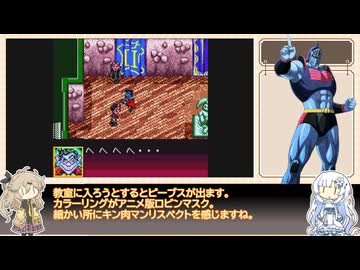 へへへへへ・・・
教室に入ろうとするとピーブスが出ます。
カラーリングがアニメ版ロビンマスク。
細かい所にキン肉マンリスペクトを感じますね。